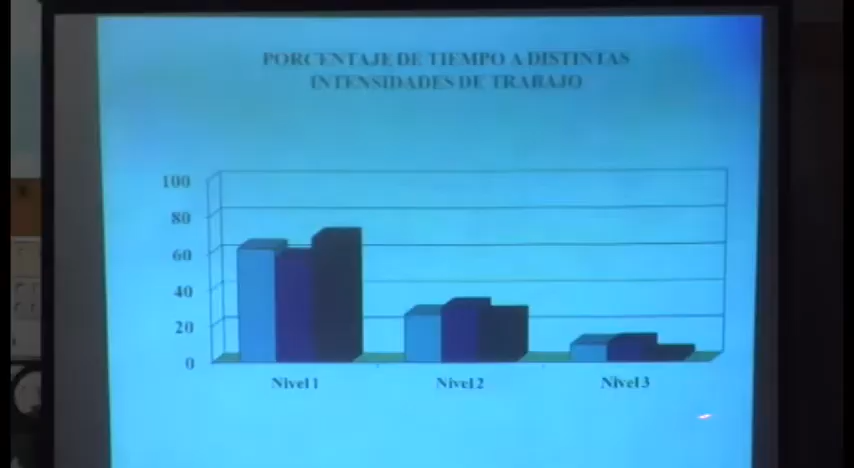 PORCENTAJE DE TIEMPO A DISTINTAS
INTENSIDADES DE TRABAJO
100
80
60
40
20
0
Nivel 1
Nivel 2
Nivel 3